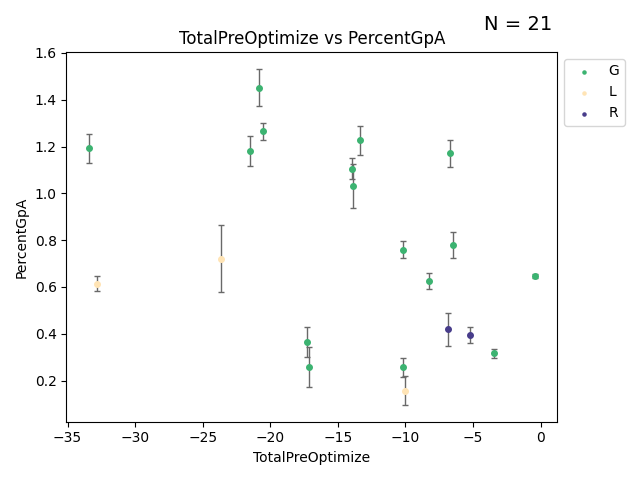 N = 21
TotalPreOptimize vs PercentGpA
G
L
R
PercentGpA
1.6
1.4
1.2
1.0
0.8
0.6
0.4
0.2
−35 −30 −25 −20 −15 −10 −5 0
TotalPreOptimize